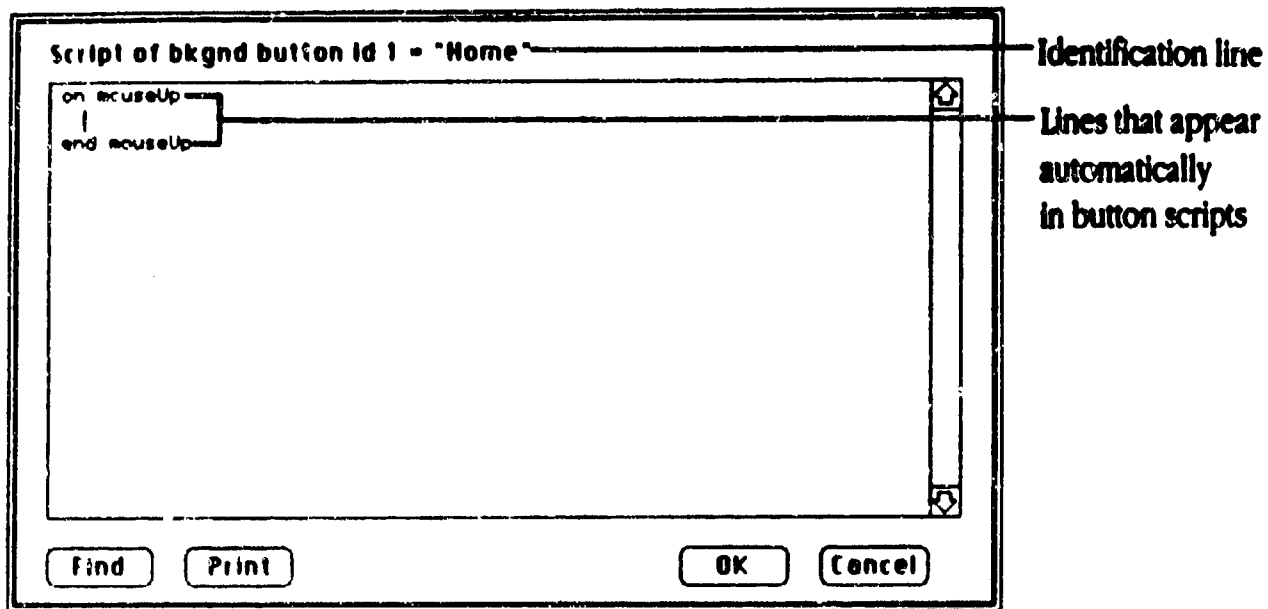 Script of bkgnd button id 1 = "Home"
Identification line
on mouseUp
end mouseUp
Lines that appear
automatically
in button scripts
Find
Print
OK
Cancel